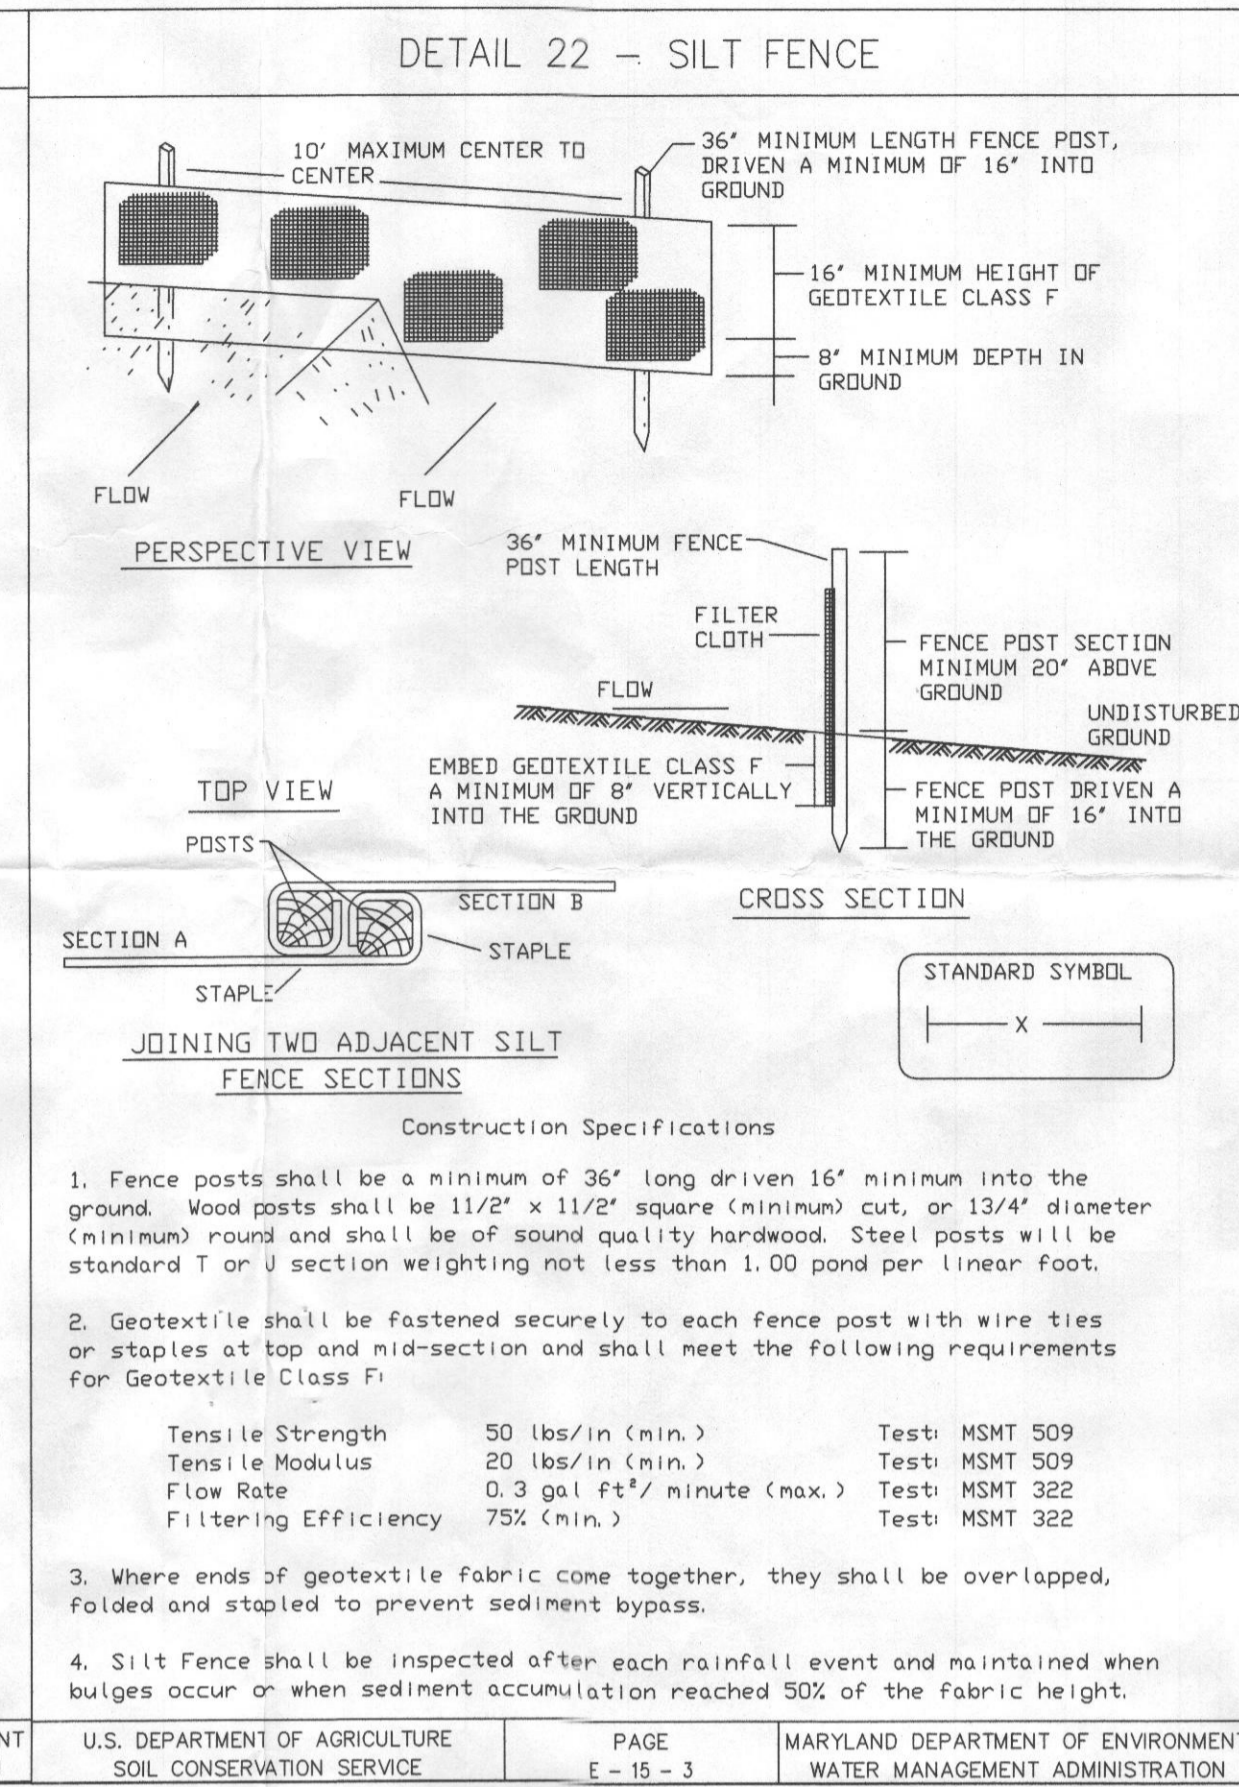 DETAIL 22 – SILT FENCE
10' MAXIMUM CENTER TO
CENTER
36" MINIMUM LENGTH FENCE POST,
DRIVEN A MINIMUM OF 16" INTO
GROUND
16" MINIMUM HEIGHT OF
GEOTEXTILE CLASS F
8" MINIMUM DEPTH IN
GROUND
FLOW
FLOW
PERSPECTIVE VIEW
36" MINIMUM FENCE
POST LENGTH
FILTER
CLOTH
FENCE POST SECTION
MINIMUM 20" ABOVE
GROUND
FLOW
UNDISTURBED
GROUND
EMBED GEOTEXTILE CLASS F
A MINIMUM OF 8" VERTICALLY
INTO THE GROUND
FENCE POST DRIVEN A
MINIMUM OF 16" INTO
THE GROUND
TOP VIEW
POSTS
SECTION B
SECTION A
STAPLE
STAPLE
CROSS SECTION
STANDARD SYMBOL
X
JOINING TWO ADJACENT SILT
FENCE SECTIONS
Construction Specifications
1. Fence posts shall be a minimum of 36" long driven 16" minimum into the
ground. Wood posts shall be 11/2" x 11/2" square (minimum) cut, or 13/4" diameter
(minimum) round and shall be of sound quality hardwood. Steel posts will be
standard T or U section weighting not less than 1.00 pond per linear foot.
2. Geotextile shall be fastened securely to each fence post with wire ties
or staples at top and mid-section and shall meet the following requirements
for Geotextile Class F:
Tensile Strength 50 lbs/in (min.) Test: MSMT 509
Tensile Modulus 20 lbs/in (min.) Test: MSMT 509
Flow Rate 0.3 gal ft²/ minute (max.) Test: MSMT 322
Filtering Efficiency 75% (min.) Test: MSMT 322
3. Where ends of geotextile fabric come together, they shall be overlapped,
folded and stapled to prevent sediment bypass.
4. Silt Fence shall be inspected after each rainfall event and maintained when
bulges occur or when sediment accumulation reached 50% of the fabric height.
NT
U.S. DEPARTMENT OF AGRICULTURE
SOIL CONSERVATION SERVICE
PAGE
E – 15 – 3
MARYLAND DEPARTMENT OF ENVIRONMENT
WATER MANAGEMENT ADMINISTRATION